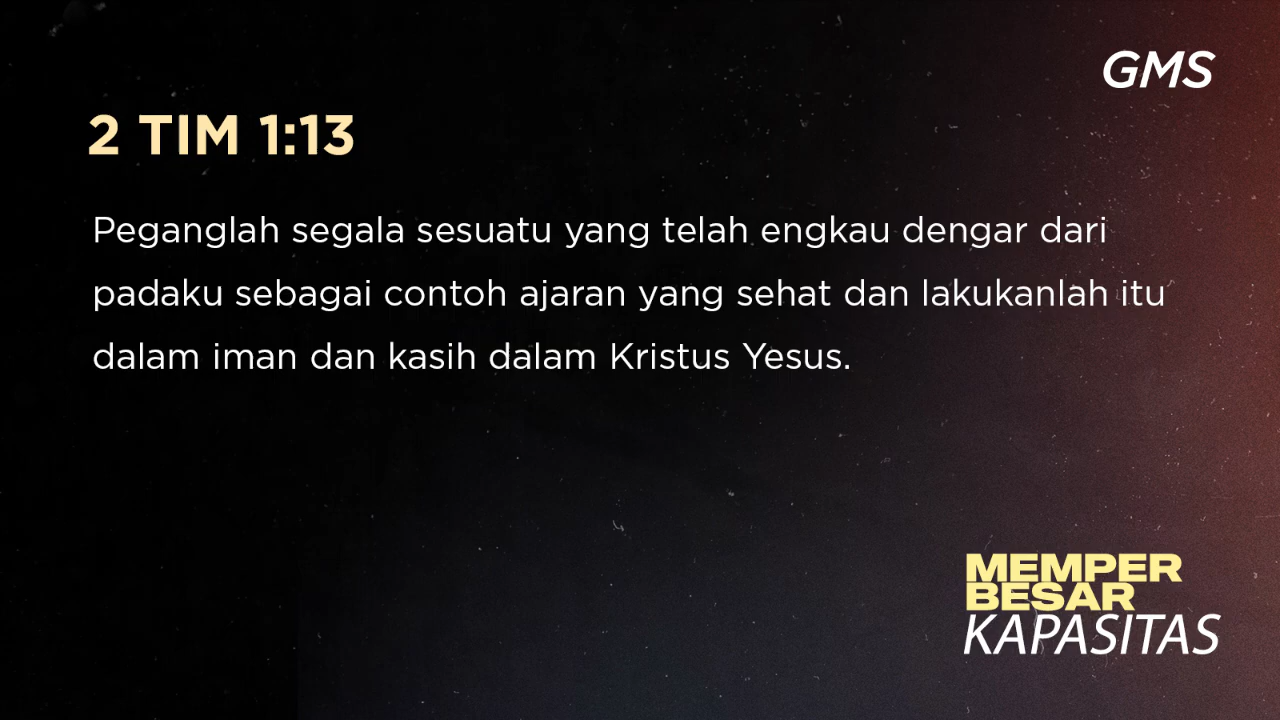 GMS
2 TIM 1:13
Peganglah segala sesuatu yang telah engkau dengar dari
padaku sebagai contoh ajaran yang sehat dan lakukanlah itu
dalam iman dan kasih dalam Kristus Yesus.
MEMPER
BESAR
KAPASITAS